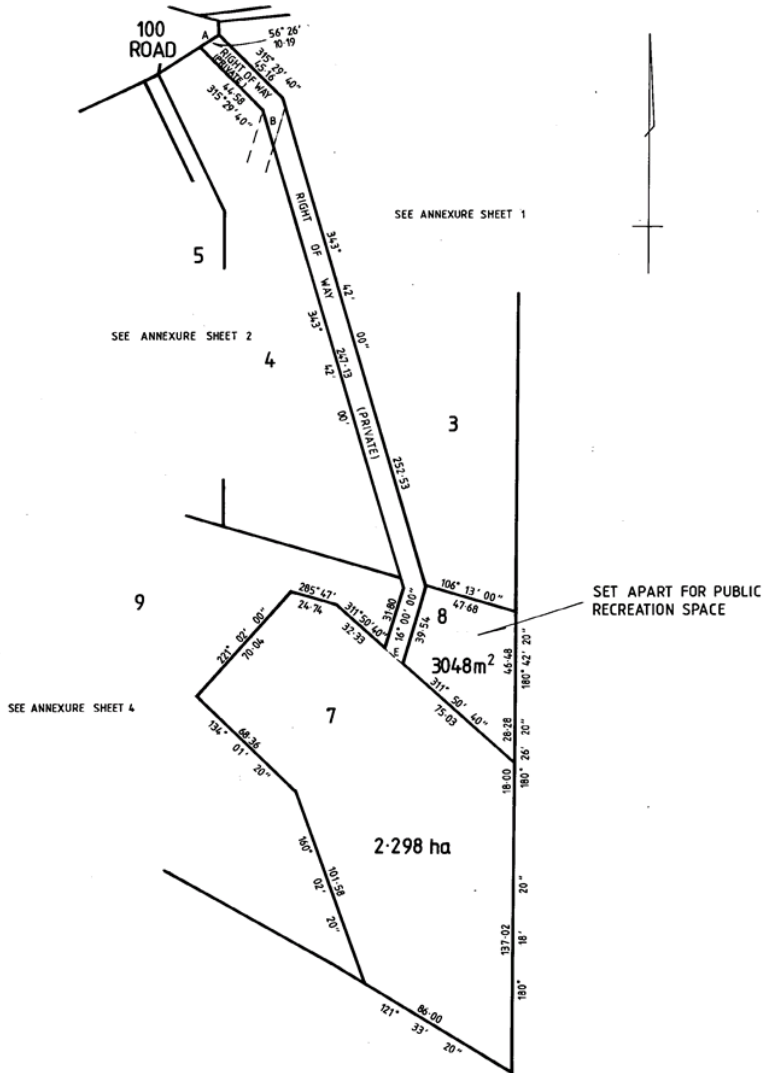 100
ROAD
A
56° 26'
10·19
315° 29' 40"
45·16
RIGHT OF WAY
(PRIVATE)
44·58
315° 29' 40"
B
SEE ANNEXURE SHEET 1
RIGHT OF WAY (PRIVATE)
343° 42' 00"
252·53
343° 42' 00'
247·13
5
SEE ANNEXURE SHEET 2
4
3
106° 13' 00"
47·68
SET APART FOR PUBLIC
RECREATION SPACE
9
285° 47'
24·74
311° 50' 40"
32·33
31·80
16° 00' 00"
39·54
8
3048m²
46·48
180° 42' 20"
221° 02' 00"
70·04
311° 50' 40"
75·03
28·28
180° 26' 20"
18·00
SEE ANNEXURE SHEET 4
7
68·36
134° 01' 20"
2·298 ha
101·58
160° 02' 20"
137·02
180° 18' 20"
86·00
121° 33' 20"